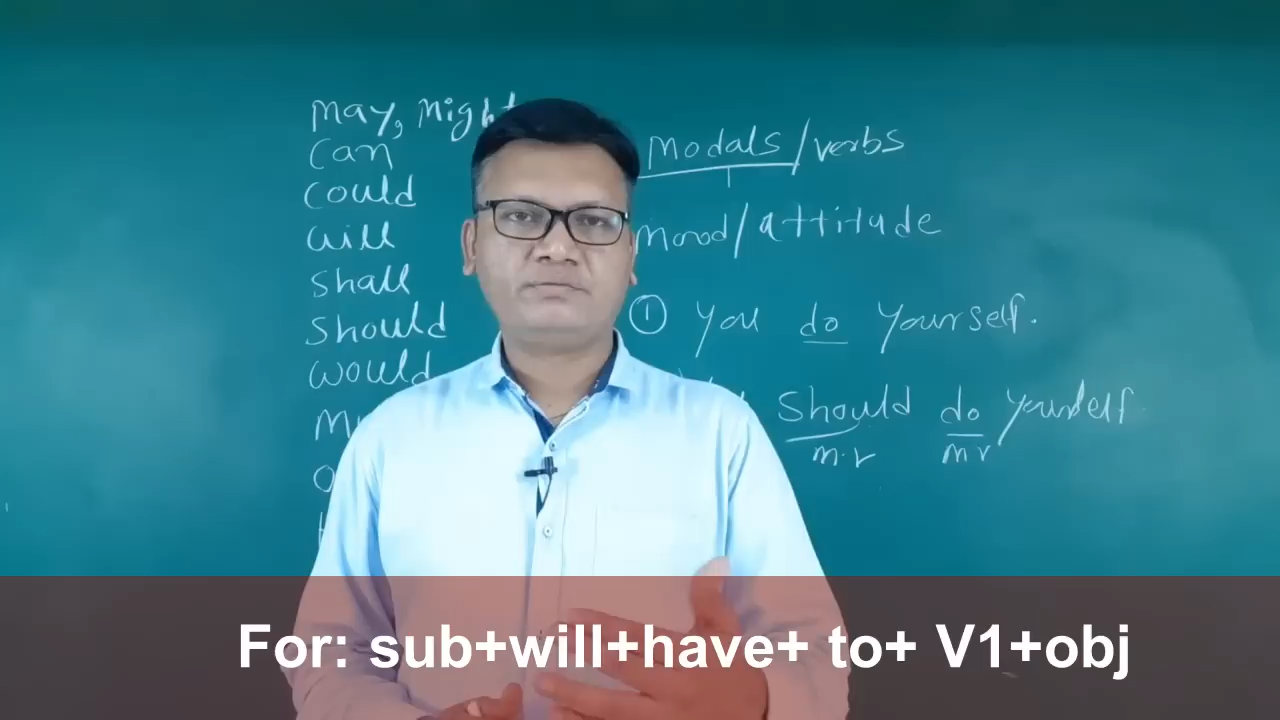 May, Might
Can
Could
Will
Shall
Should
Would
Modals/verbs
Mood/attitude
① You do yourself.
Should do yourself.
m.v mv
For: sub+will+have+ to+ V1+obj